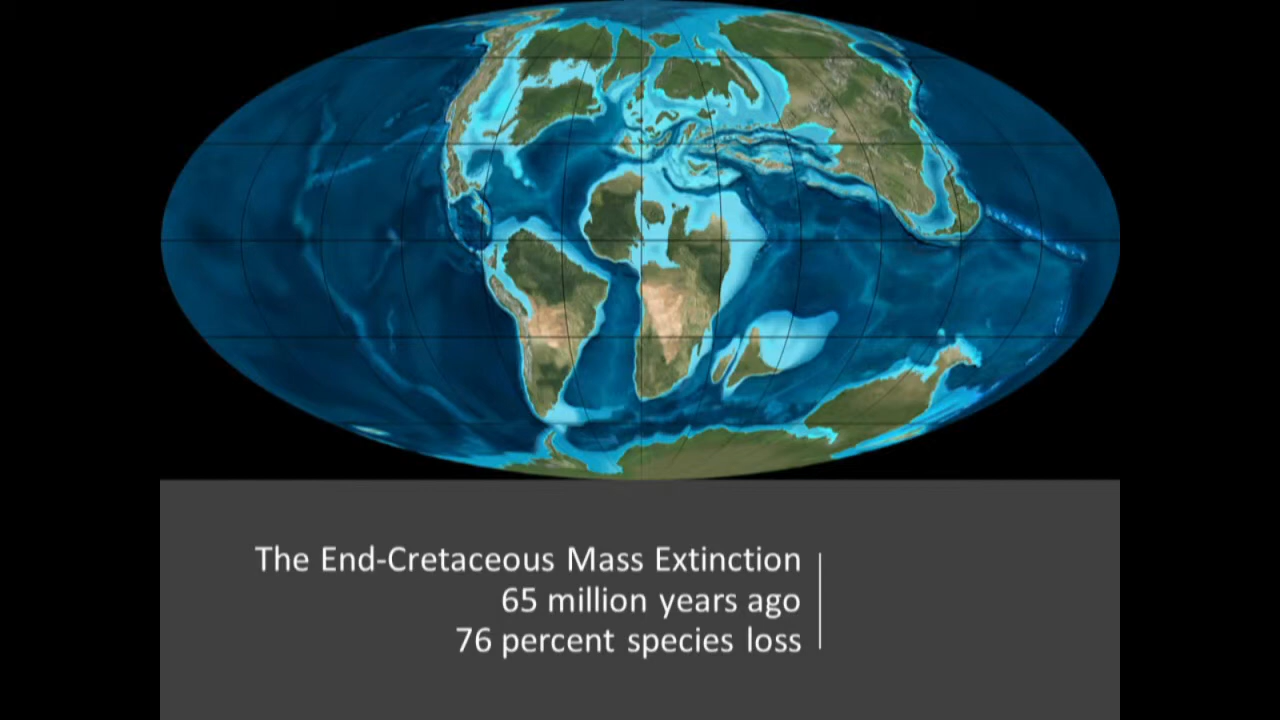 The End-Cretaceous Mass Extinction
65 million years ago
76 percent species loss